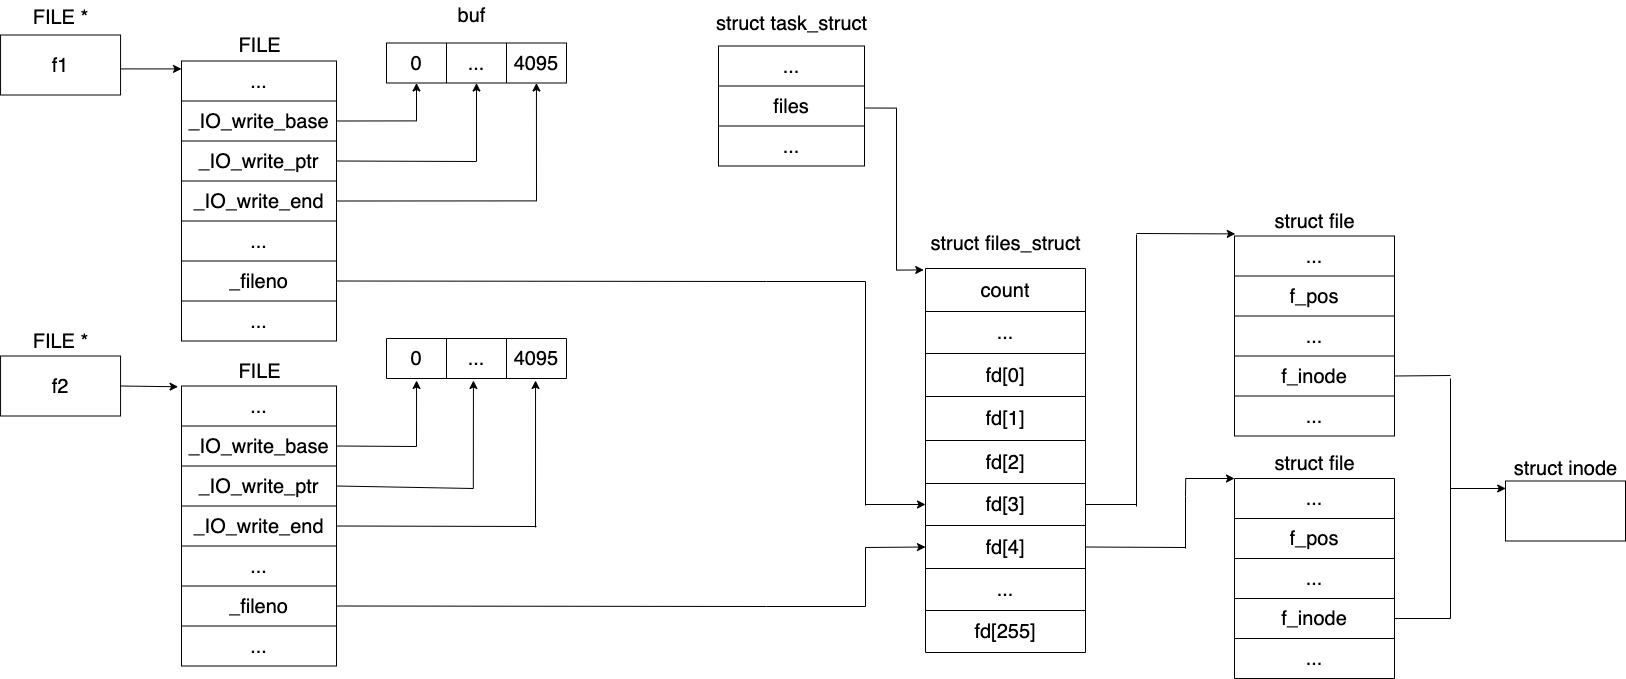 FILE *
f1
FILE
...
_IO_write_base
_IO_write_ptr
_IO_write_end
...
_fileno
...
buf
0 ... 4095
FILE *
f2
FILE
...
_IO_write_base
_IO_write_ptr
_IO_write_end
...
_fileno
...
0 ... 4095
struct task_struct
...
files
...
struct files_struct
count
...
fd[0]
fd[1]
fd[2]
fd[3]
fd[4]
...
fd[255]
struct file
...
f_pos
...
f_inode
...
struct file
...
f_pos
...
f_inode
...
struct inode